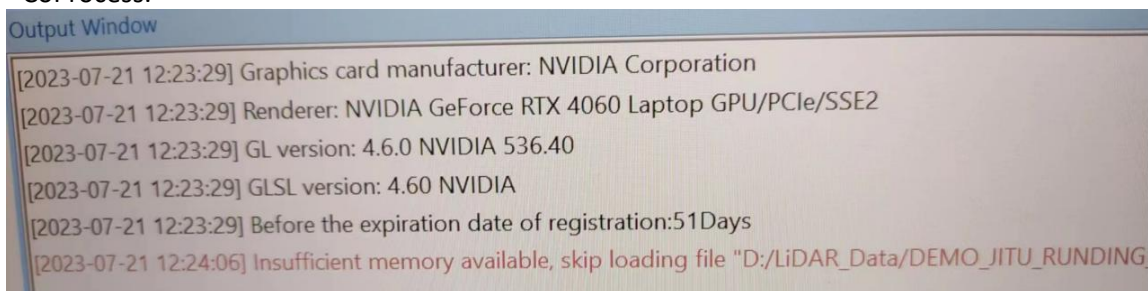 Output Window
[2023-07-21 12:23:29] Graphics card manufacturer: NVIDIA Corporation
[2023-07-21 12:23:29] Renderer: NVIDIA GeForce RTX 4060 Laptop GPU/PCIe/SSE2
[2023-07-21 12:23:29] GL version: 4.6.0 NVIDIA 536.40
[2023-07-21 12:23:29] GLSL version: 4.60 NVIDIA
[2023-07-21 12:23:29] Before the expiration date of registration:51Days
[2023-07-21 12:24:06] Insufficient memory available, skip loading file "D:/LiDAR_Data/DEMO_JITU_RUNDING_